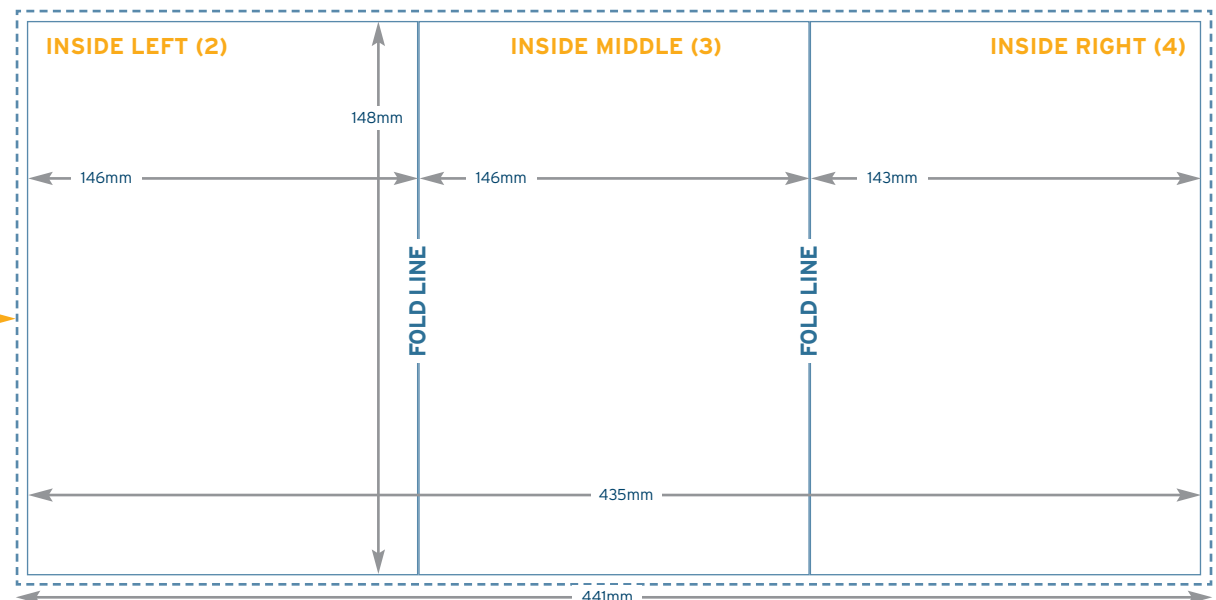 INSIDE LEFT (2)
INSIDE MIDDLE (3)
INSIDE RIGHT (4)
148mm
146mm
146mm
143mm
FOLD LINE
FOLD LINE
435mm
441mm